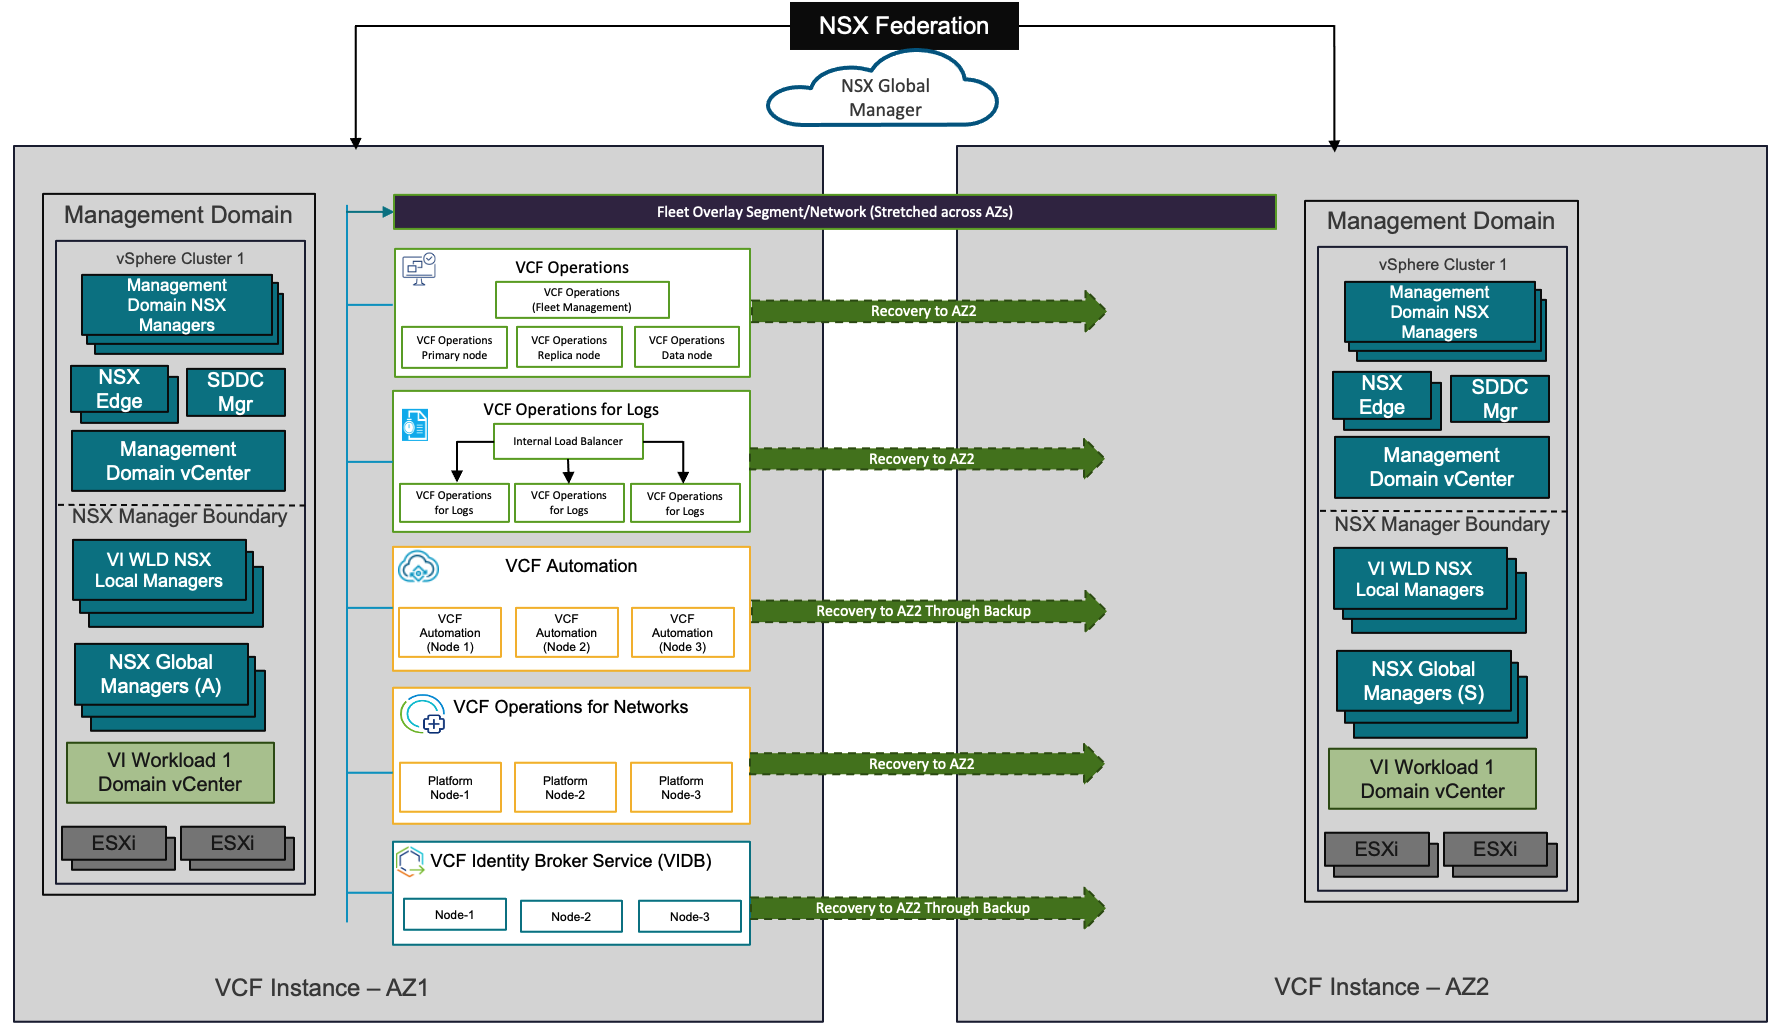 NSX Federation
NSX Global
Manager
Management Domain
vSphere Cluster 1
Management
Domain NSX
Managers
NSX
Edge
SDDC
Mgr
Management
Domain vCenter
NSX Manager Boundary
VI WLD NSX
Local Managers
NSX Global
Managers (A)
VI Workload 1
Domain vCenter
ESXi
ESXi
Fleet Overlay Segment/Network (Stretched across AZs)
VCF Operations
VCF Operations
(Fleet Management)
VCF Operations
Primary node
VCF Operations
Replica node
VCF Operations
Data node
Recovery to AZ2
VCF Operations for Logs
Internal Load Balancer
VCF Operations
for Logs
VCF Operations
for Logs
VCF Operations
for Logs
Recovery to AZ2
VCF Automation
VCF
Automation
(Node 1)
VCF
Automation
(Node 2)
VCF
Automation
(Node 3)
Recovery to AZ2 Through Backup
VCF Operations for Networks
Platform
Node-1
Platform
Node-2
Platform
Node-3
Recovery to AZ2
VCF Identity Broker Service (VIDB)
Node-1
Node-2
Node-3
Recovery to AZ2 Through Backup
VCF Instance – AZ1
Management Domain
vSphere Cluster 1
Management
Domain NSX
Managers
NSX
Edge
SDDC
Mgr
Management
Domain vCenter
NSX Manager Boundary
VI WLD NSX
Local Managers
NSX Global
Managers (S)
VI Workload 1
Domain vCenter
ESXi
ESXi
VCF Instance – AZ2